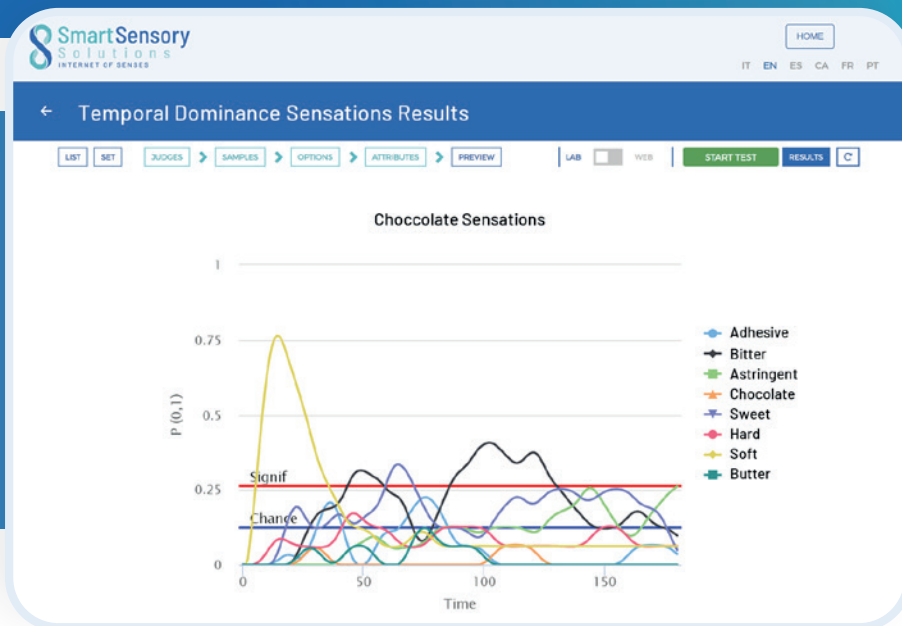 SmartSensory
Solutions
INTERNET OF SENSES
HOME
IT EN ES CA FR PT
← Temporal Dominance Sensations Results
LIST SET JUDGES SAMPLES OPTIONS ATTRIBUTES PREVIEW LAB WEB START TEST RESULTS
Choccolate Sensations
1
0.75
0.5
0.25
0
P (0,1)
Signif
Chance
0 50 100 150
Time
Adhesive
Bitter
Astringent
Chocolate
Sweet
Hard
Soft
Butter